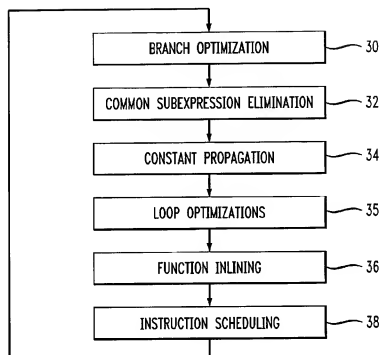 BRANCH OPTIMIZATION 30
COMMON SUBEXPRESSION ELIMINATION 32
CONSTANT PROPAGATION 34
LOOP OPTIMIZATIONS 35
FUNCTION INLINING 36
INSTRUCTION SCHEDULING 38